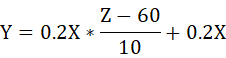 Y = 0.2X * (Z − 60)/10 + 0.2X